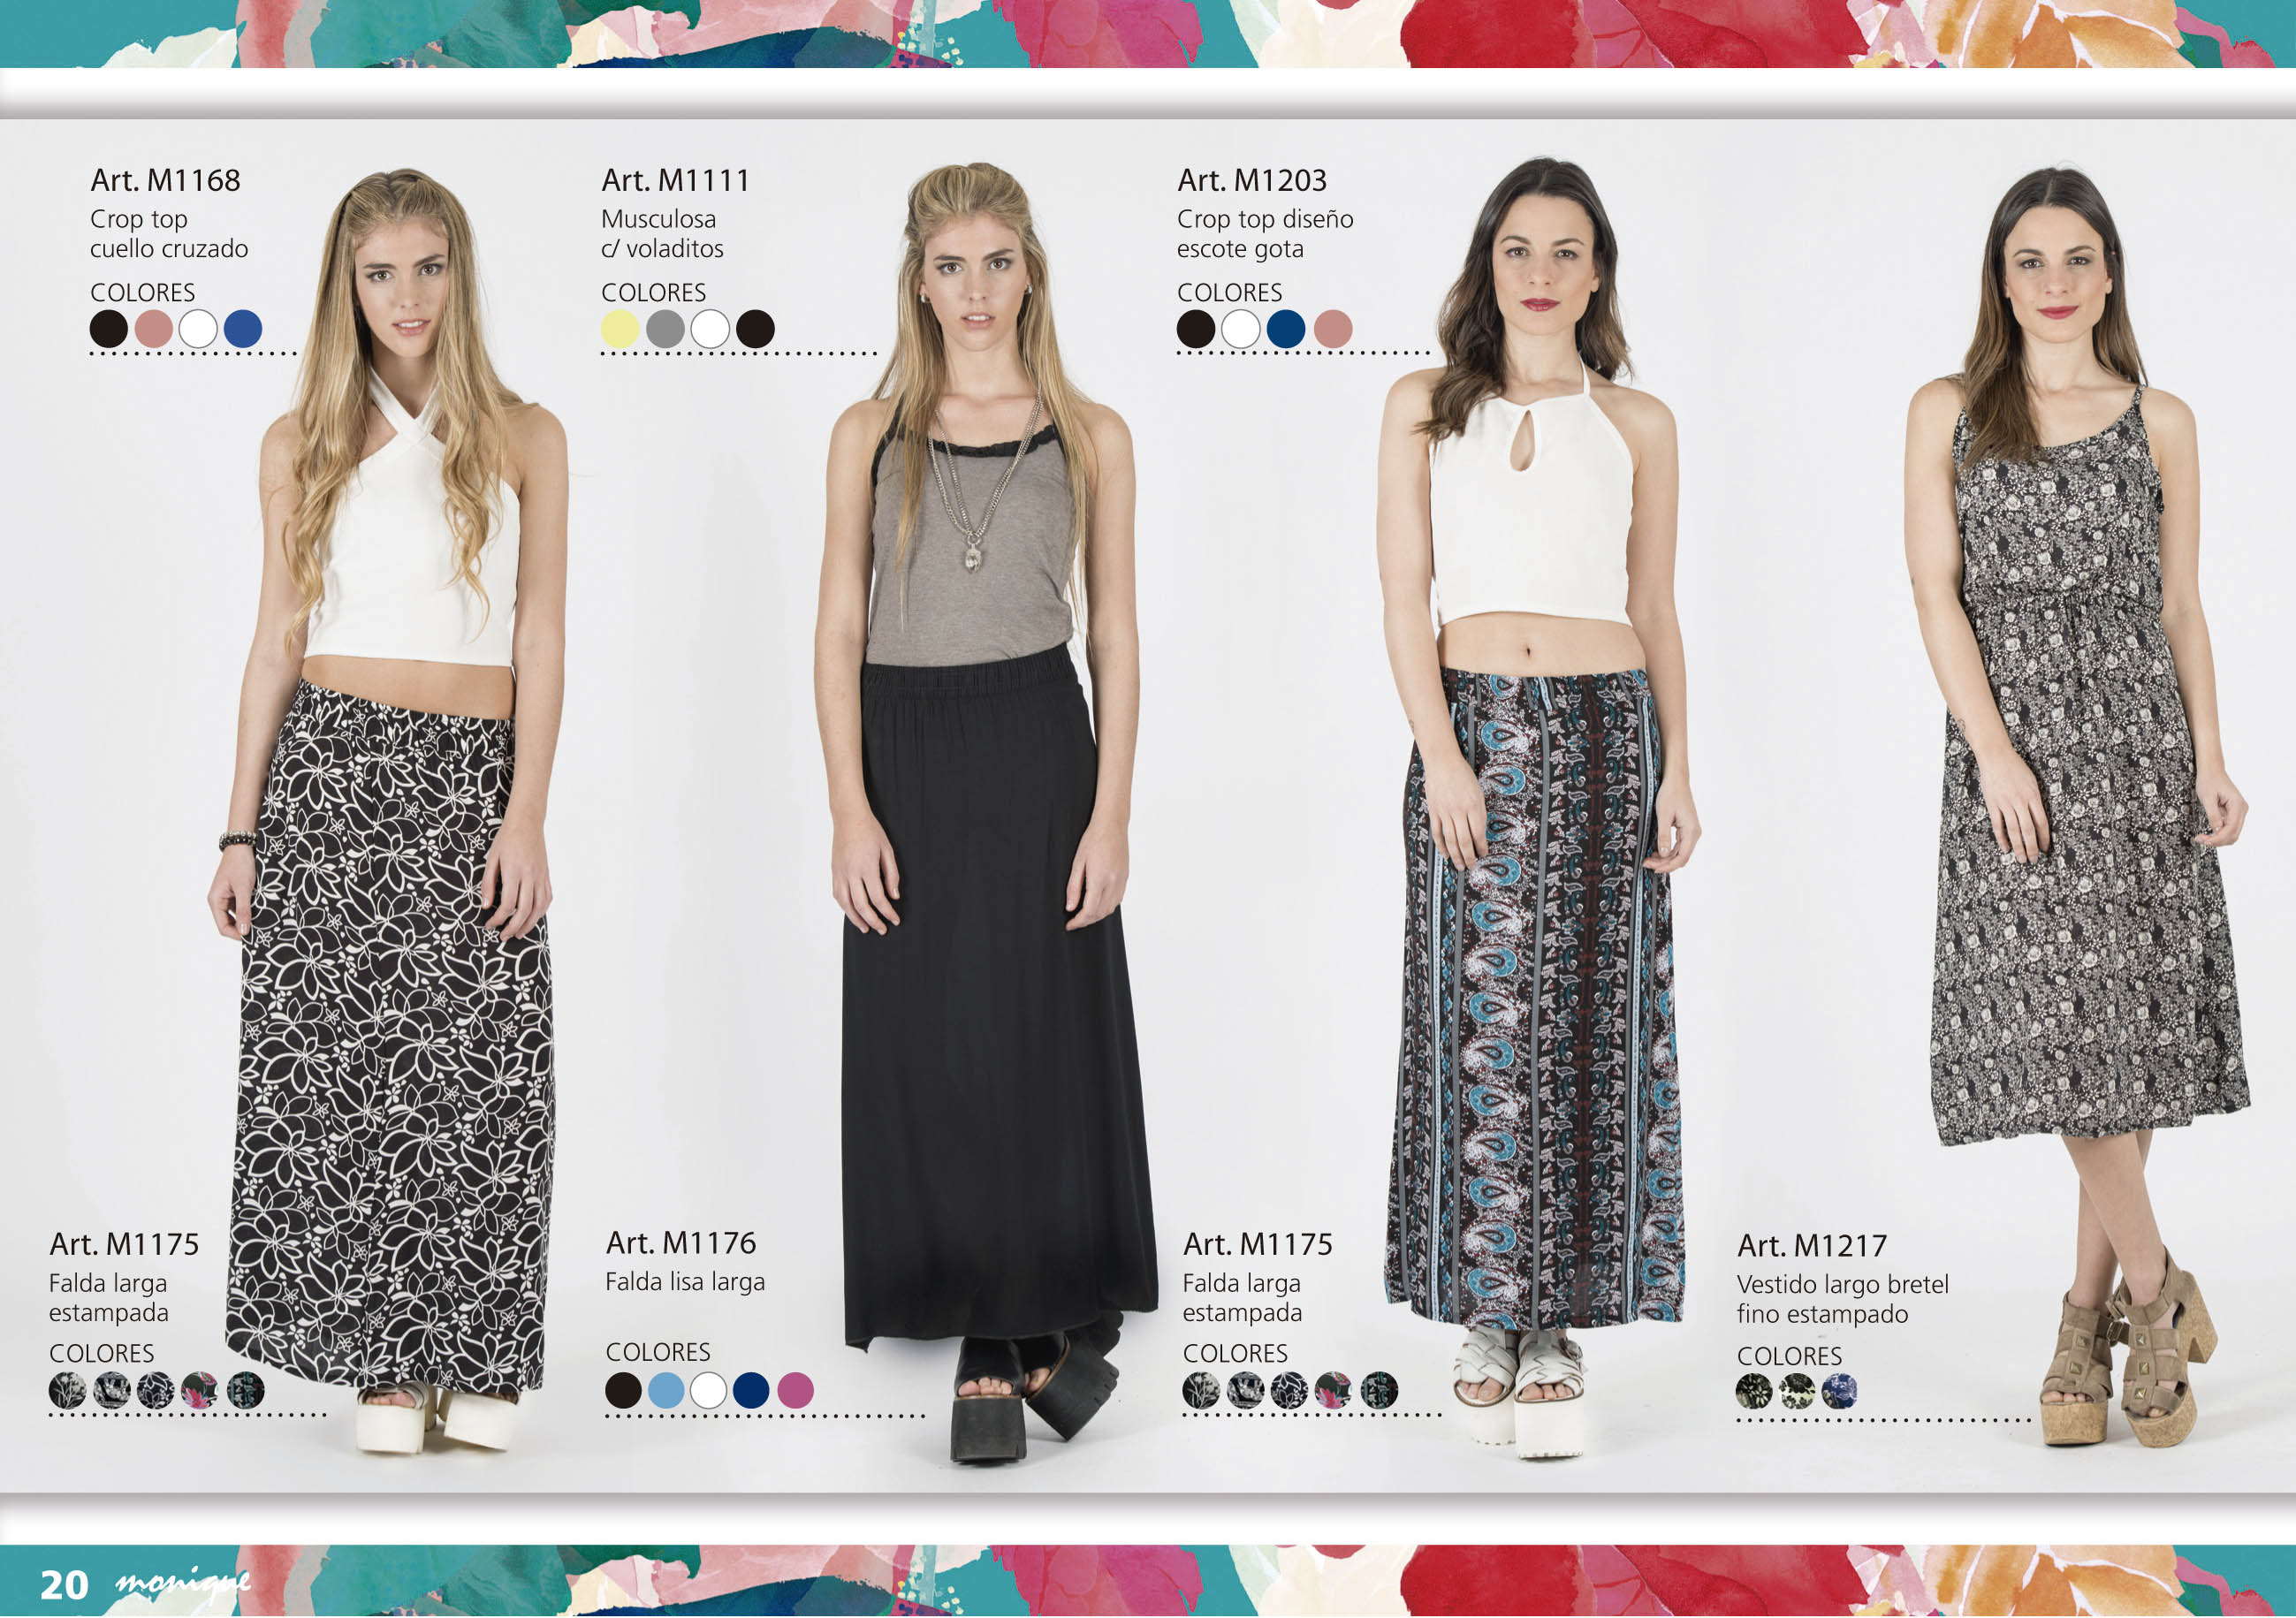 Art. M1168
Crop top
cuello cruzado
COLORES
Art. M1111
Musculosa
c/ voladitos
COLORES
Art. M1203
Crop top diseño
escote gota
COLORES
Art. M1175
Falda larga
estampada
COLORES
Art. M1176
Falda lisa larga
COLORES
Art. M1175
Falda larga
estampada
COLORES
Art. M1217
Vestido largo bretel
fino estampado
COLORES
20 monique